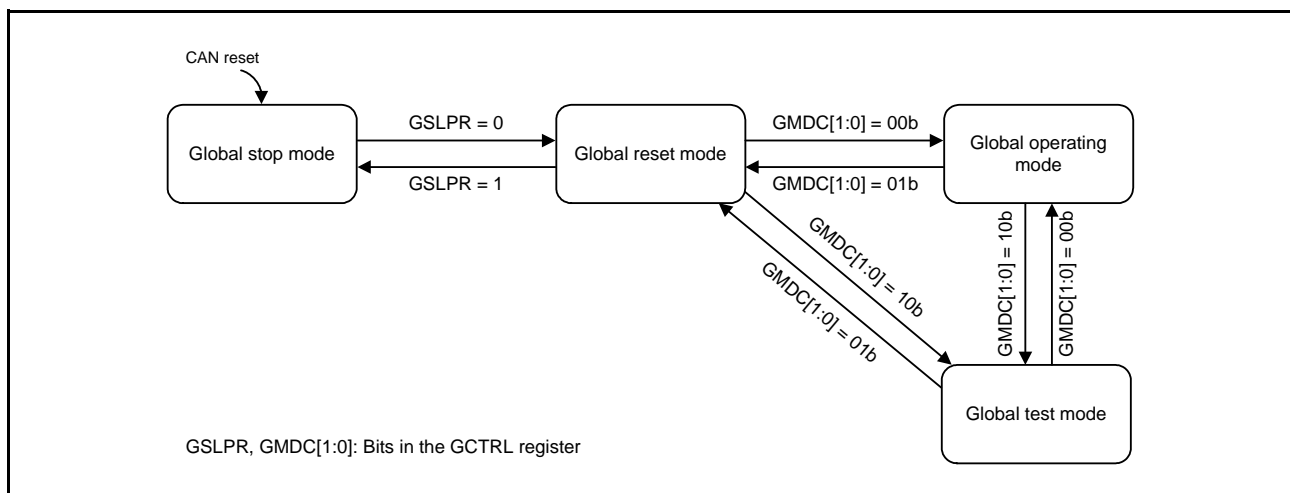 CAN reset
Global stop mode
GSLPR = 0
GSLPR = 1
Global reset mode
GMDC[1:0] = 00b
GMDC[1:0] = 01b
Global operating
mode
GMDC[1:0] = 10b
GMDC[1:0] = 01b
GMDC[1:0] = 10b
GMDC[1:0] = 00b
Global test mode
GSLPR, GMDC[1:0]: Bits in the GCTRL register